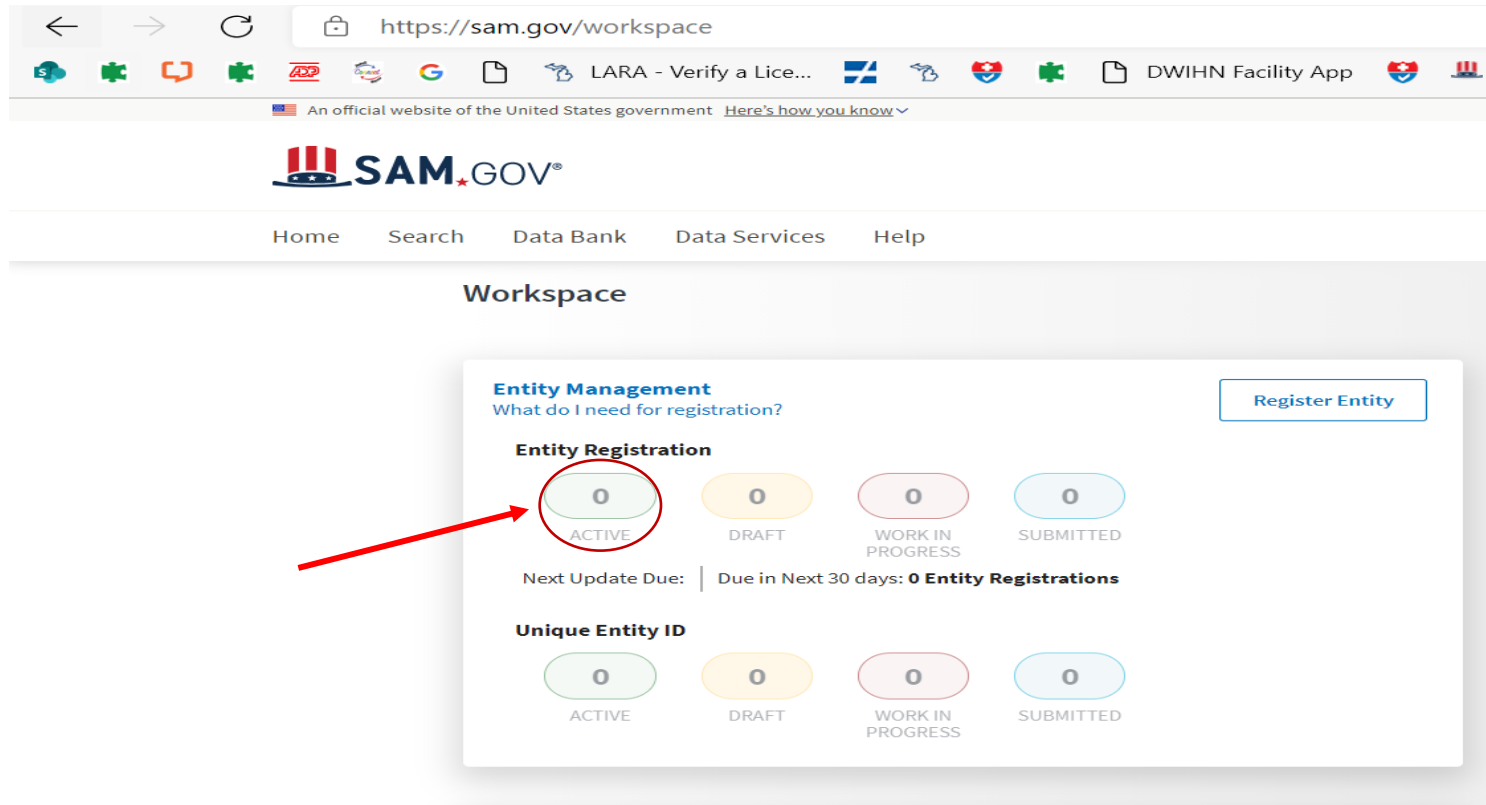 https://sam.gov/workspace
LARA - Verify a Lice...
DWIHN Facility App
An official website of the United States government Here's how you know
SAM.GOV®
Home Search Data Bank Data Services Help
Workspace
Entity Management
What do I need for registration?
Register Entity
Entity Registration
0 0 0 0
ACTIVE DRAFT WORK IN PROGRESS SUBMITTED
Next Update Due: Due in Next 30 days: 0 Entity Registrations
Unique Entity ID
0 0 0 0
ACTIVE DRAFT WORK IN PROGRESS SUBMITTED